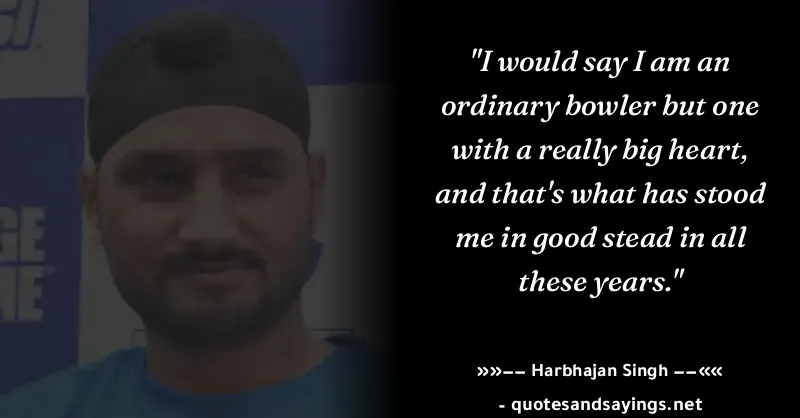 "I would say I am an
ordinary bowler but one
with a really big heart,
and that's what has stood
me in good stead in all
these years."
»»–– Harbhajan Singh ––««
- quotesandsayings.net